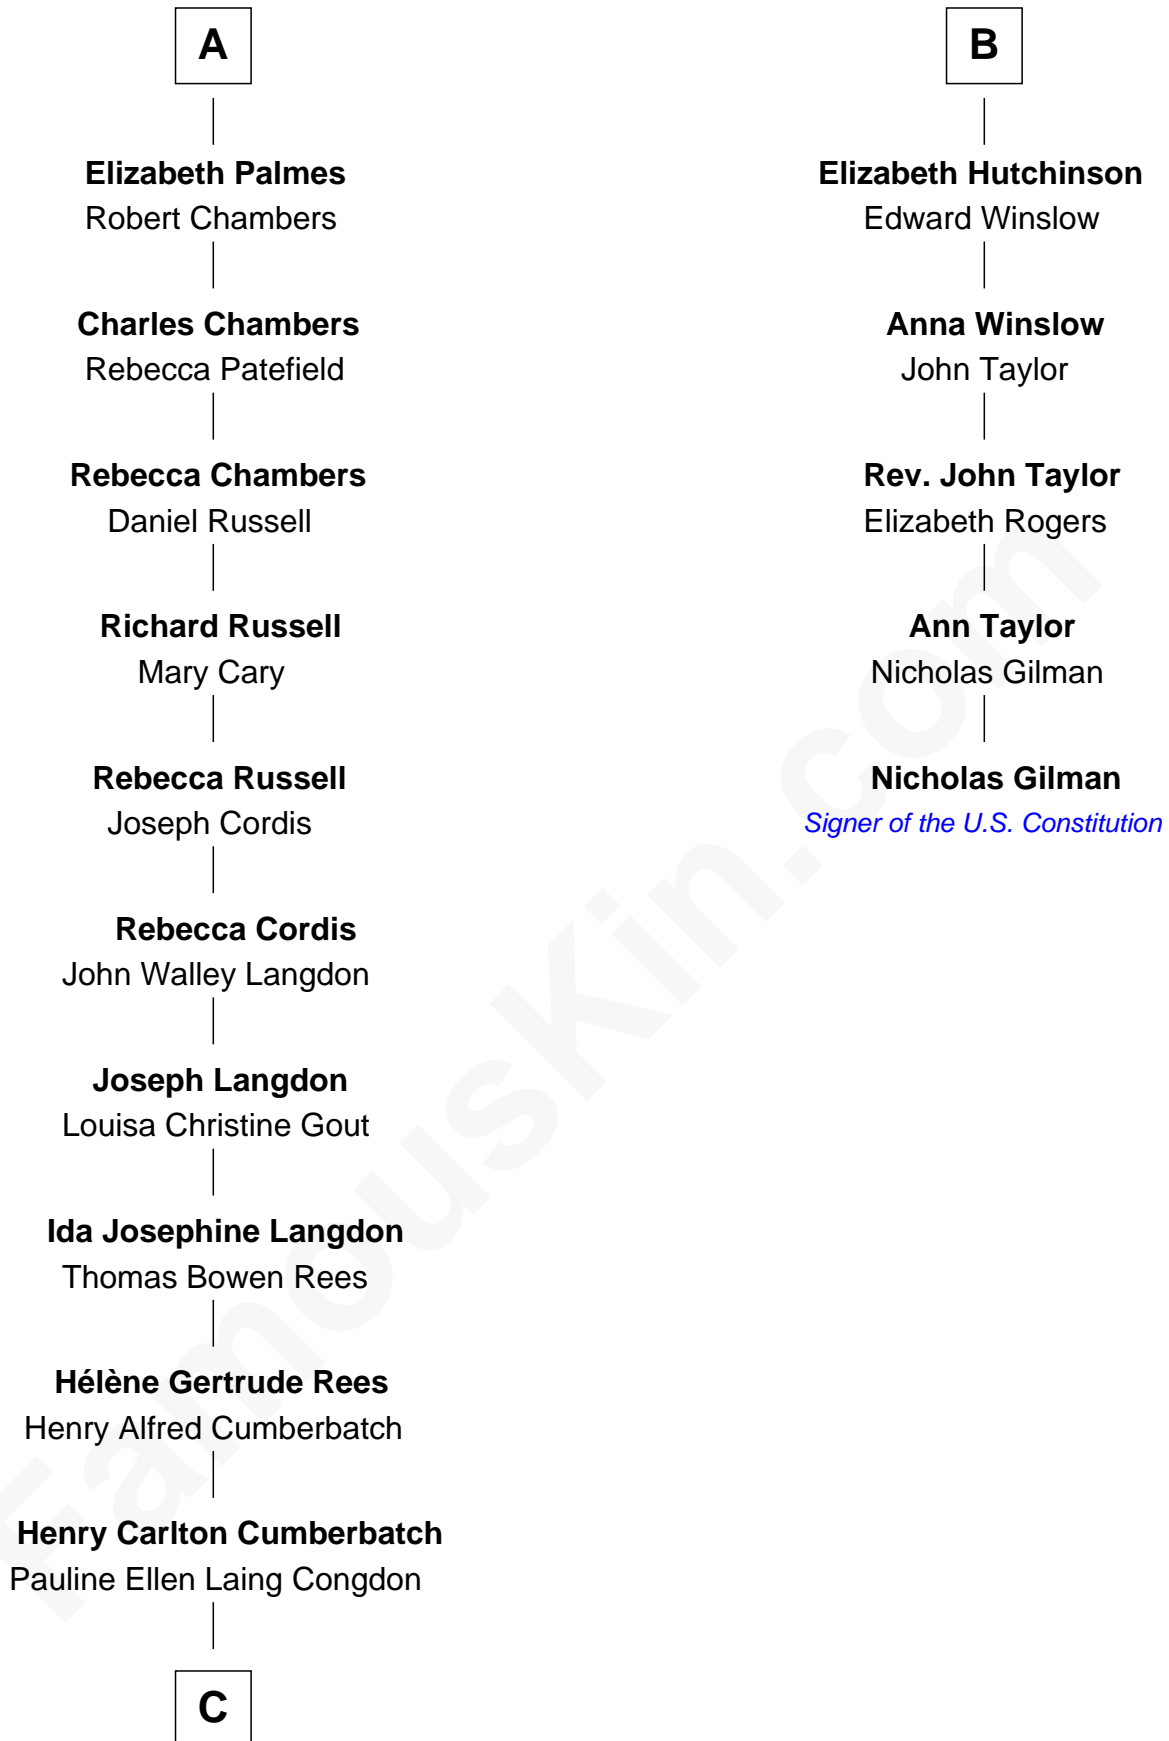 A
Elizabeth Palmes
Robert Chambers
Charles Chambers
Rebecca Patefield
Rebecca Chambers
Daniel Russell
Richard Russell
Mary Cary
Rebecca Russell
Joseph Cordis
Rebecca Cordis
John Walley Langdon
Joseph Langdon
Louisa Christine Gout
Ida Josephine Langdon
Thomas Bowen Rees
Hélène Gertrude Rees
Henry Alfred Cumberbatch
Henry Carlton Cumberbatch
Pauline Ellen Laing Congdon
C
B
Elizabeth Hutchinson
Edward Winslow
Anna Winslow
John Taylor
Rev. John Taylor
Elizabeth Rogers
Ann Taylor
Nicholas Gilman
Nicholas Gilman
Signer of the U.S. Constitution
FamousKin.com